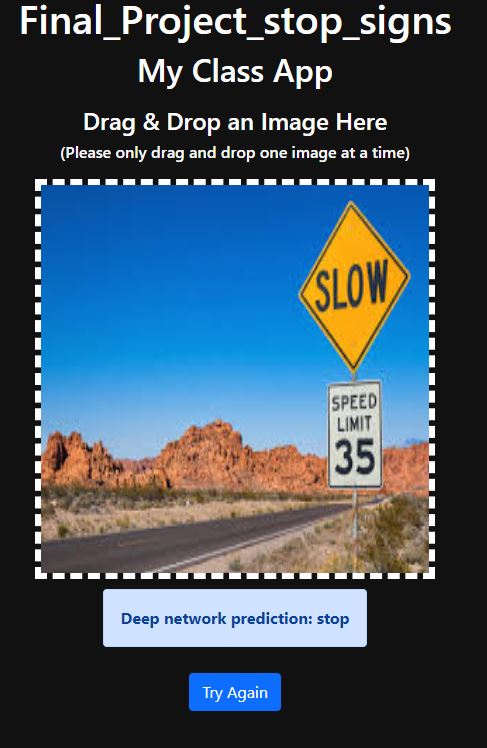 Final_Project_stop_signs
My Class App
Drag & Drop an Image Here
(Please only drag and drop one image at a time)
SLOW
SPEED
LIMIT
35
Deep network prediction: stop
Try Again